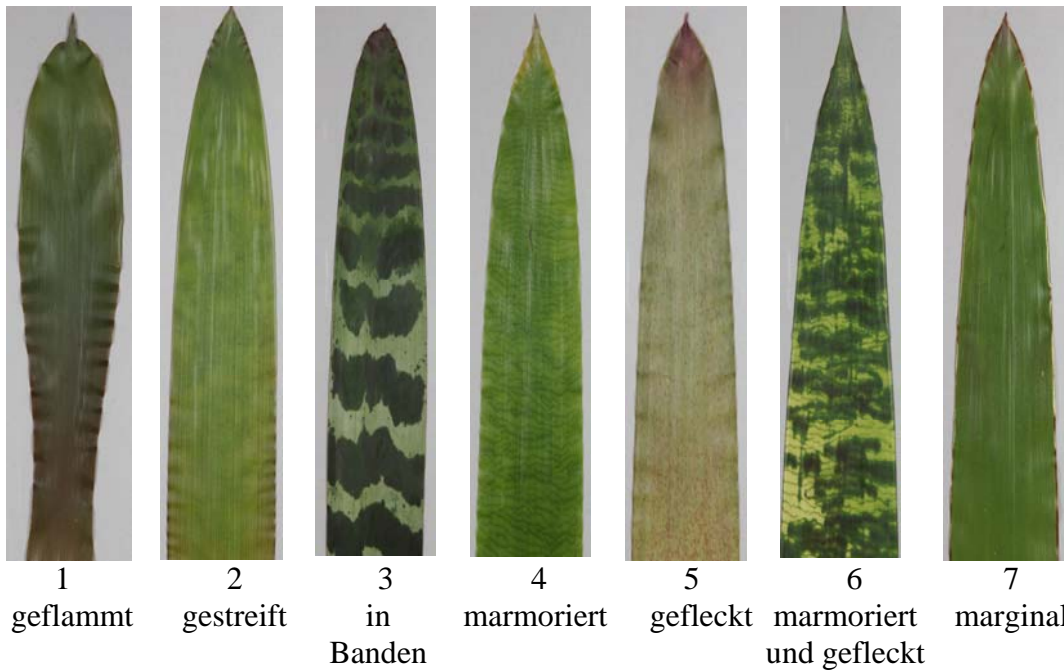 1 2 3 4 5 6 7
geflammt gestreift in marmoriert gefleckt marmoriert marginal
Banden und gefleckt